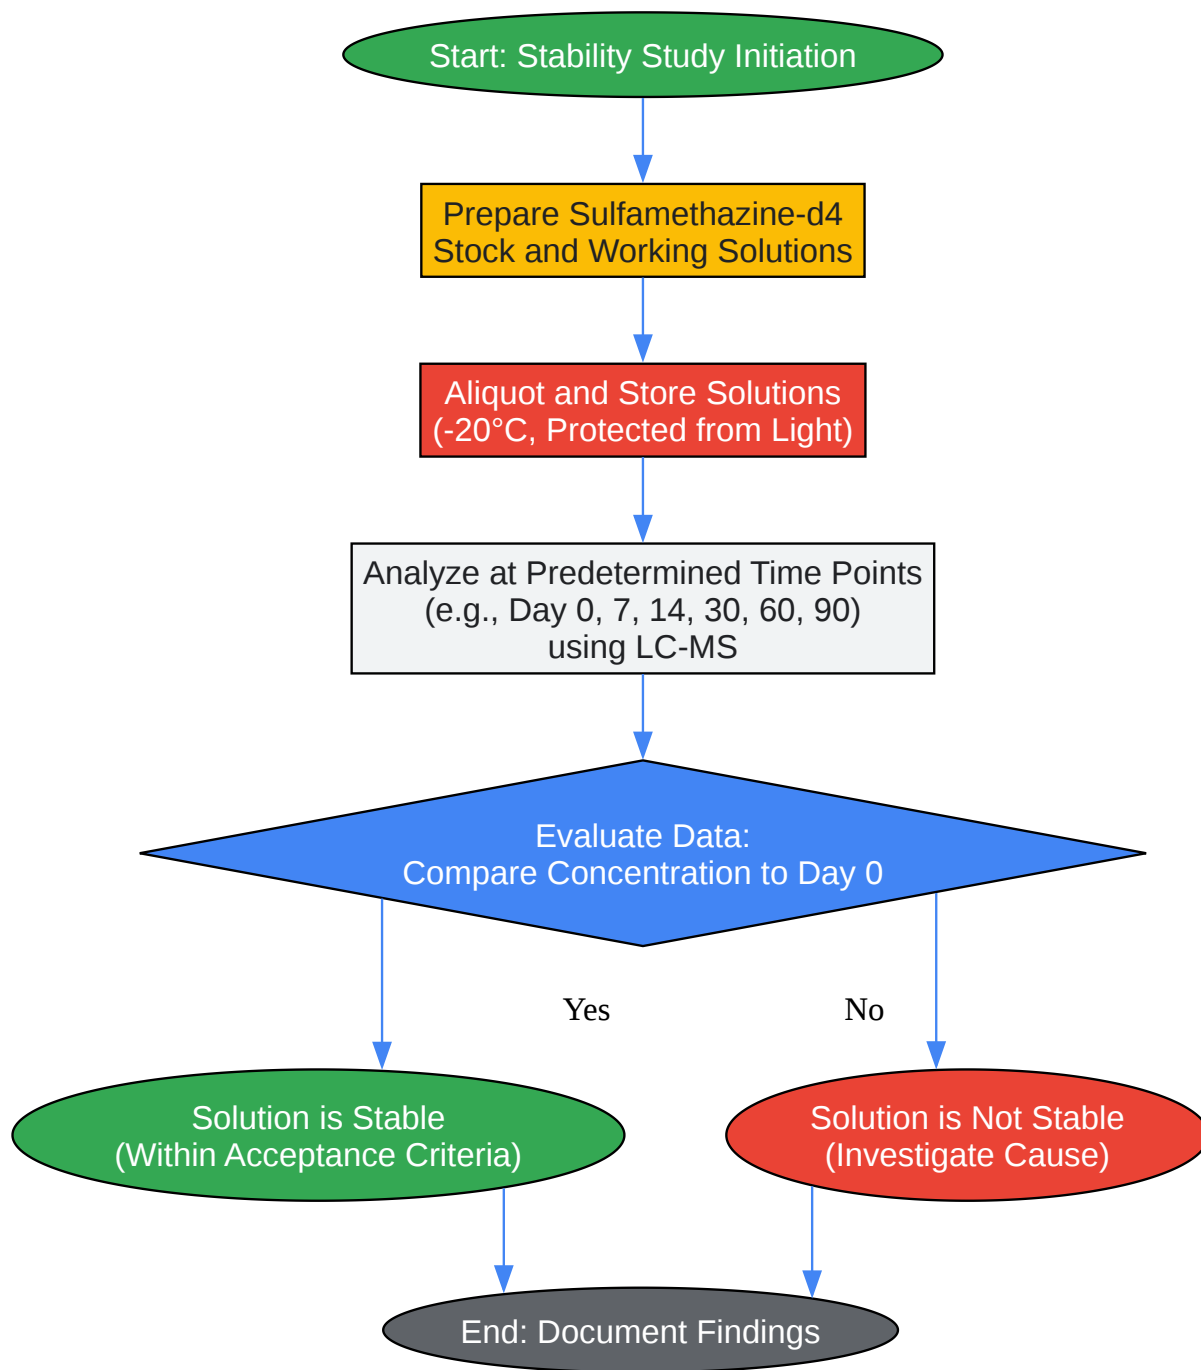 Start: Stability Study Initiation
Prepare Sulfamethazine-d4
Stock and Working Solutions
Aliquot and Store Solutions
(-20°C, Protected from Light)
Analyze at Predetermined Time Points
(e.g., Day 0, 7, 14, 30, 60, 90)
using LC-MS
Evaluate Data:
Compare Concentration to Day 0
Yes
No
Solution is Stable
(Within Acceptance Criteria)
Solution is Not Stable
(Investigate Cause)
End: Document Findings